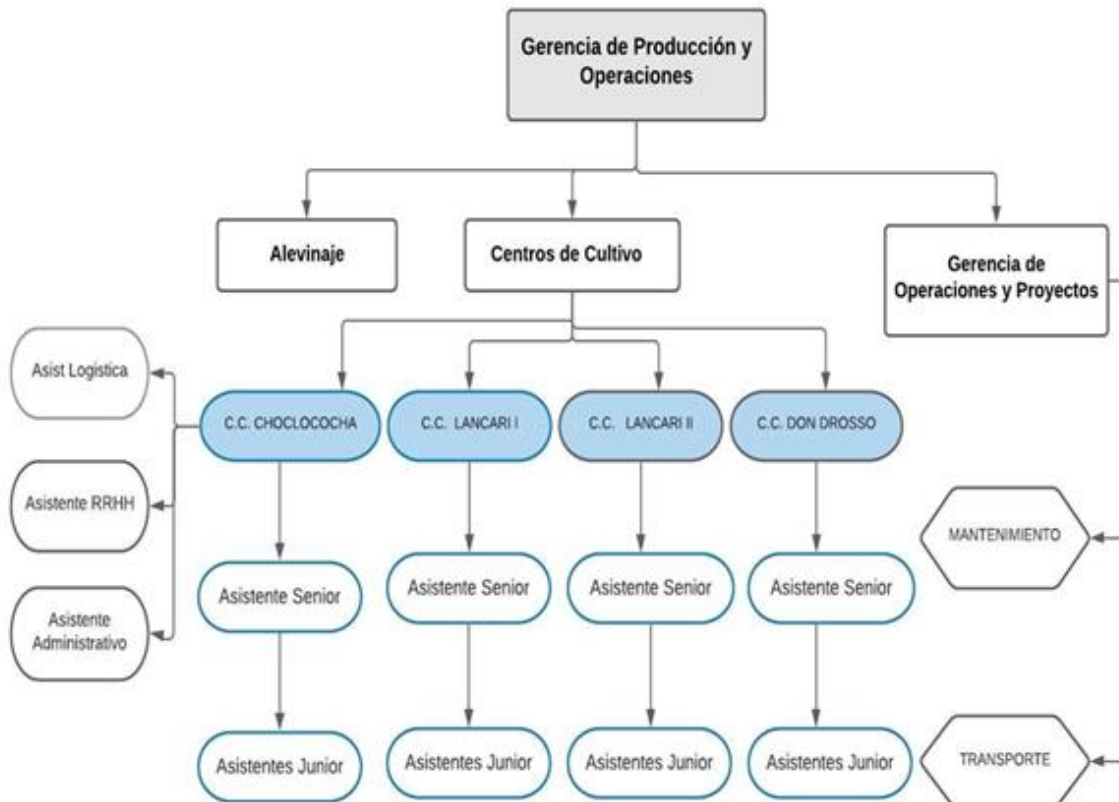 Gerencia de Producción y
Operaciones
Alevinaje
Centros de Cultivo
Gerencia de
Operaciones y Proyectos
Asist Logistica
C.C. CHOCLOCOCHA
C.C. LANCARI I
C.C. LANCARI II
C.C. DON DROSSO
Asistente RRHH
MANTENIMIENTO
Asistente Senior
Asistente Senior
Asistente Senior
Asistente Senior
Asistente
Administrativo
Asistentes Junior
Asistentes Junior
Asistentes Junior
Asistentes Junior
TRANSPORTE